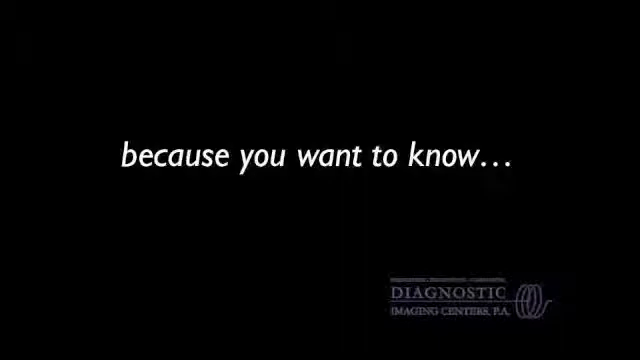 because you want to know…
DIAGNOSTIC
IMAGING CENTERS, P.A.